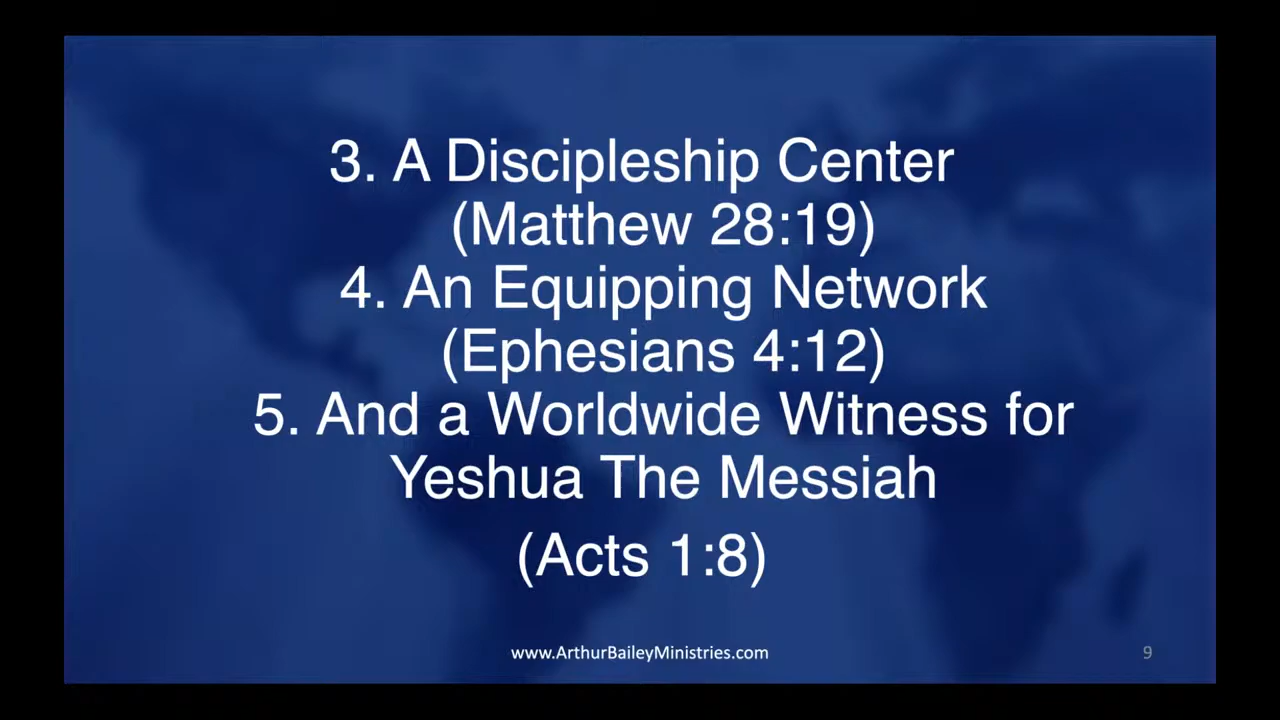 3. A Discipleship Center
(Matthew 28:19)
4. An Equipping Network
(Ephesians 4:12)
5. And a Worldwide Witness for
Yeshua The Messiah
(Acts 1:8)
www.ArthurBaileyMinistries.com
9